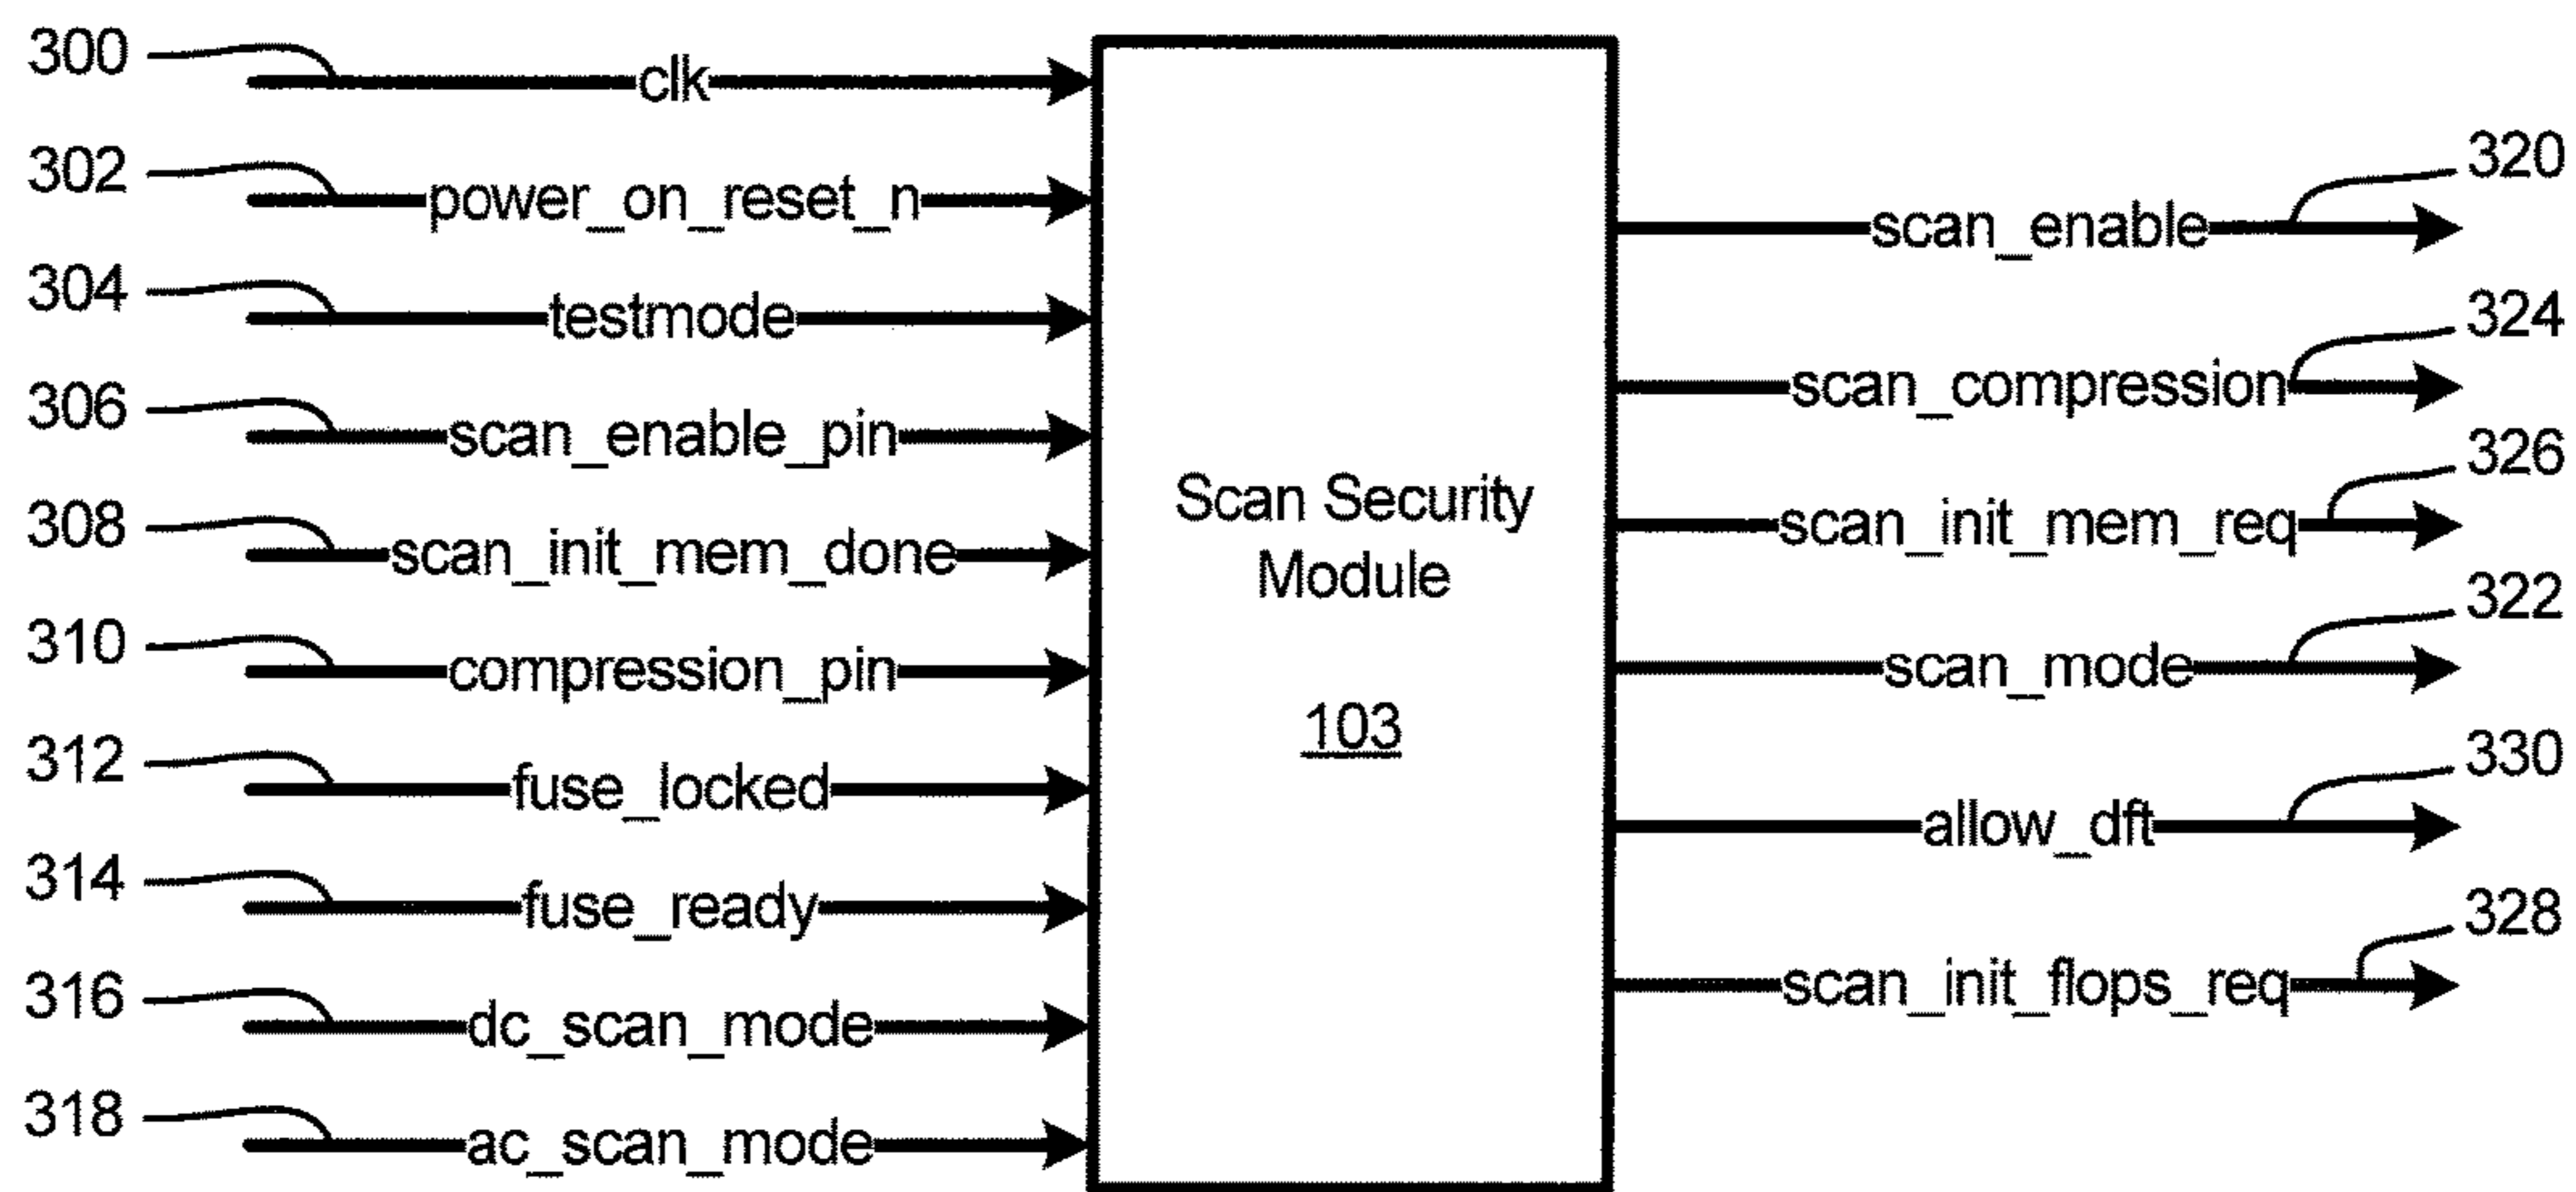 300 clk
302 power_on_reset_n
304 testmode
306 scan_enable_pin
308 scan_init_mem_done
310 compression_pin
312 fuse_locked
314 fuse_ready
316 dc_scan_mode
318 ac_scan_mode
Scan Security
Module
103
scan_enable 320
scan_compression 324
scan_init_mem_req 326
scan_mode 322
allow_dft 330
scan_init_flops_req 328